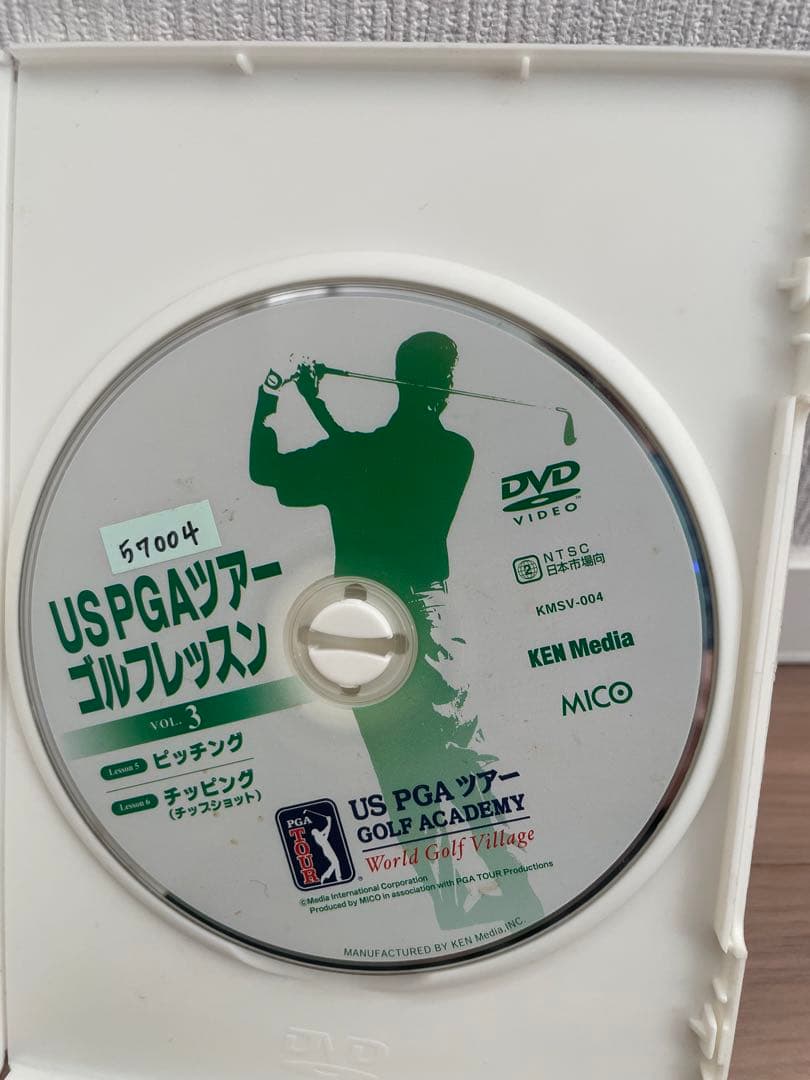 57004
US PGAツアー
ゴルフレッスン
VOL. 3
Lesson 5 ピッチング
Lesson 6 チッピング
(チップショット)
DVD
VIDEO
2 NTSC
日本市場向
KMSV-004
KEN Media
MICO
PGA TOUR
US PGA ツアー
GOLF ACADEMY
World Golf Village
©Media International Corporation
Produced by MICO in association with PGA TOUR Productions
MANUFACTURED BY KEN Media,INC.
DVD